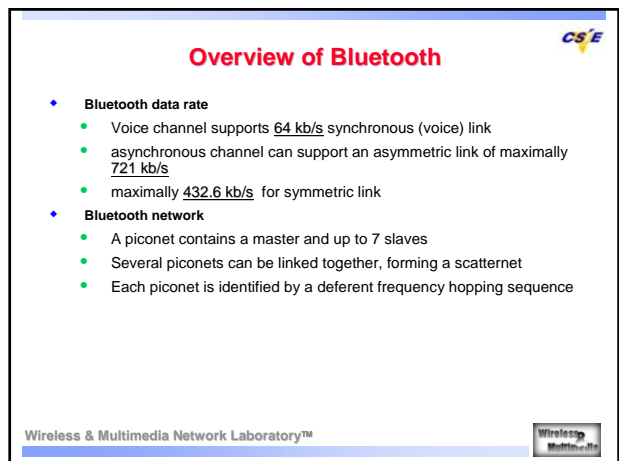 CSIE
Overview of Bluetooth
Bluetooth data rate
Voice channel supports 64 kb/s synchronous (voice) link
asynchronous channel can support an asymmetric link of maximally
721 kb/s
maximally 432.6 kb/s for symmetric link
Bluetooth network
A piconet contains a master and up to 7 slaves
Several piconets can be linked together, forming a scatternet
Each piconet is identified by a deferent frequency hopping sequence
Wireless & Multimedia Network Laboratory™
Wireless
Multimedia